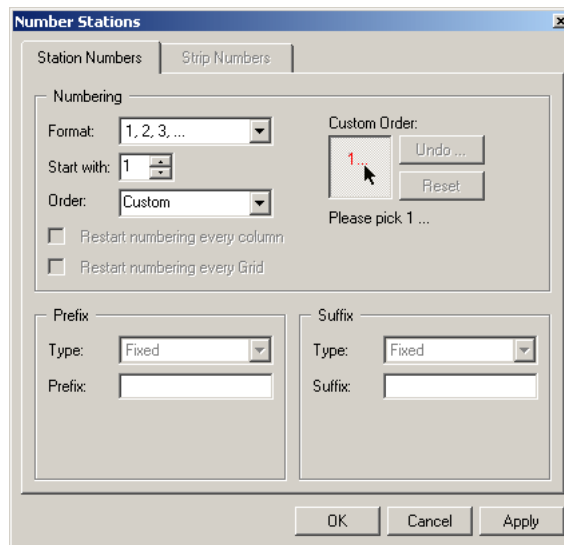 Number Stations
Station Numbers
Strip Numbers
Numbering
Format: 1, 2, 3, ...
Start with: 1
Order: Custom
Restart numbering every column
Restart numbering every Grid
Custom Order:
1...
Undo ...
Reset
Please pick 1 ...
Prefix
Type: Fixed
Prefix:
Suffix
Type: Fixed
Suffix:
OK Cancel Apply